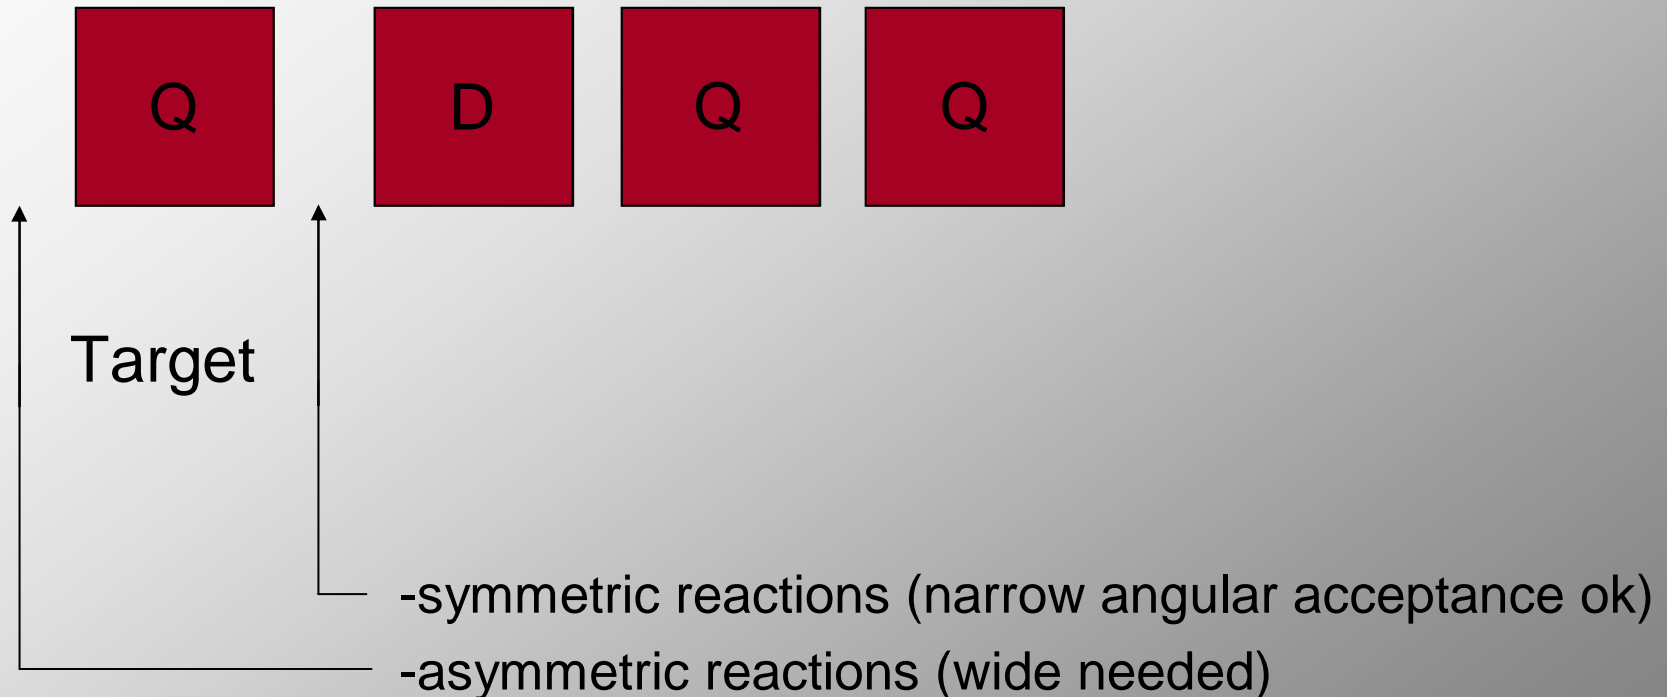 Q D Q Q
Target
-symmetric reactions (narrow angular acceptance ok)
-asymmetric reactions (wide needed)